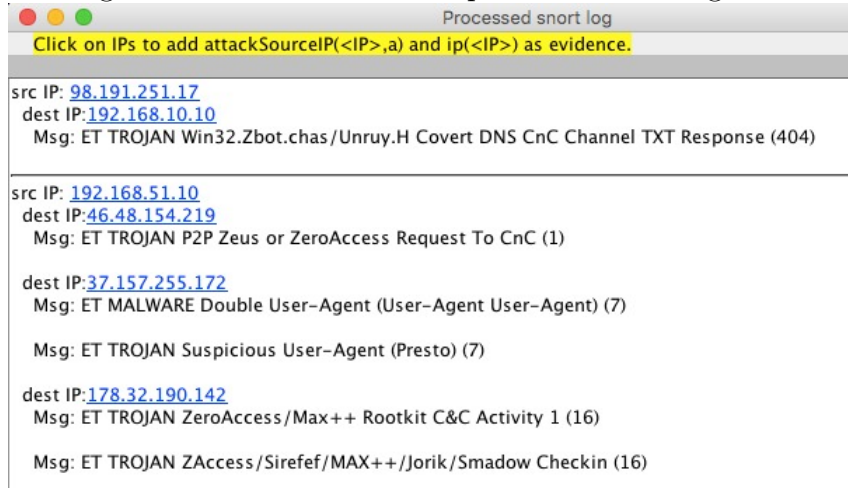 Processed snort log
Click on IPs to add attackSourceIP(<IP>,a) and ip(<IP>) as evidence.
src IP: 98.191.251.17
dest IP:192.168.10.10
Msg: ET TROJAN Win32.Zbot.chas/Unruy.H Covert DNS CnC Channel TXT Response (404)
src IP: 192.168.51.10
dest IP:46.48.154.219
Msg: ET TROJAN P2P Zeus or ZeroAccess Request To CnC (1)
dest IP:37.157.255.172
Msg: ET MALWARE Double User-Agent (User-Agent User-Agent) (7)
Msg: ET TROJAN Suspicious User-Agent (Presto) (7)
dest IP:178.32.190.142
Msg: ET TROJAN ZeroAccess/Max++ Rootkit C&C Activity 1 (16)
Msg: ET TROJAN ZAccess/Sirefef/MAX++/Jorik/Smadow Checkin (16)